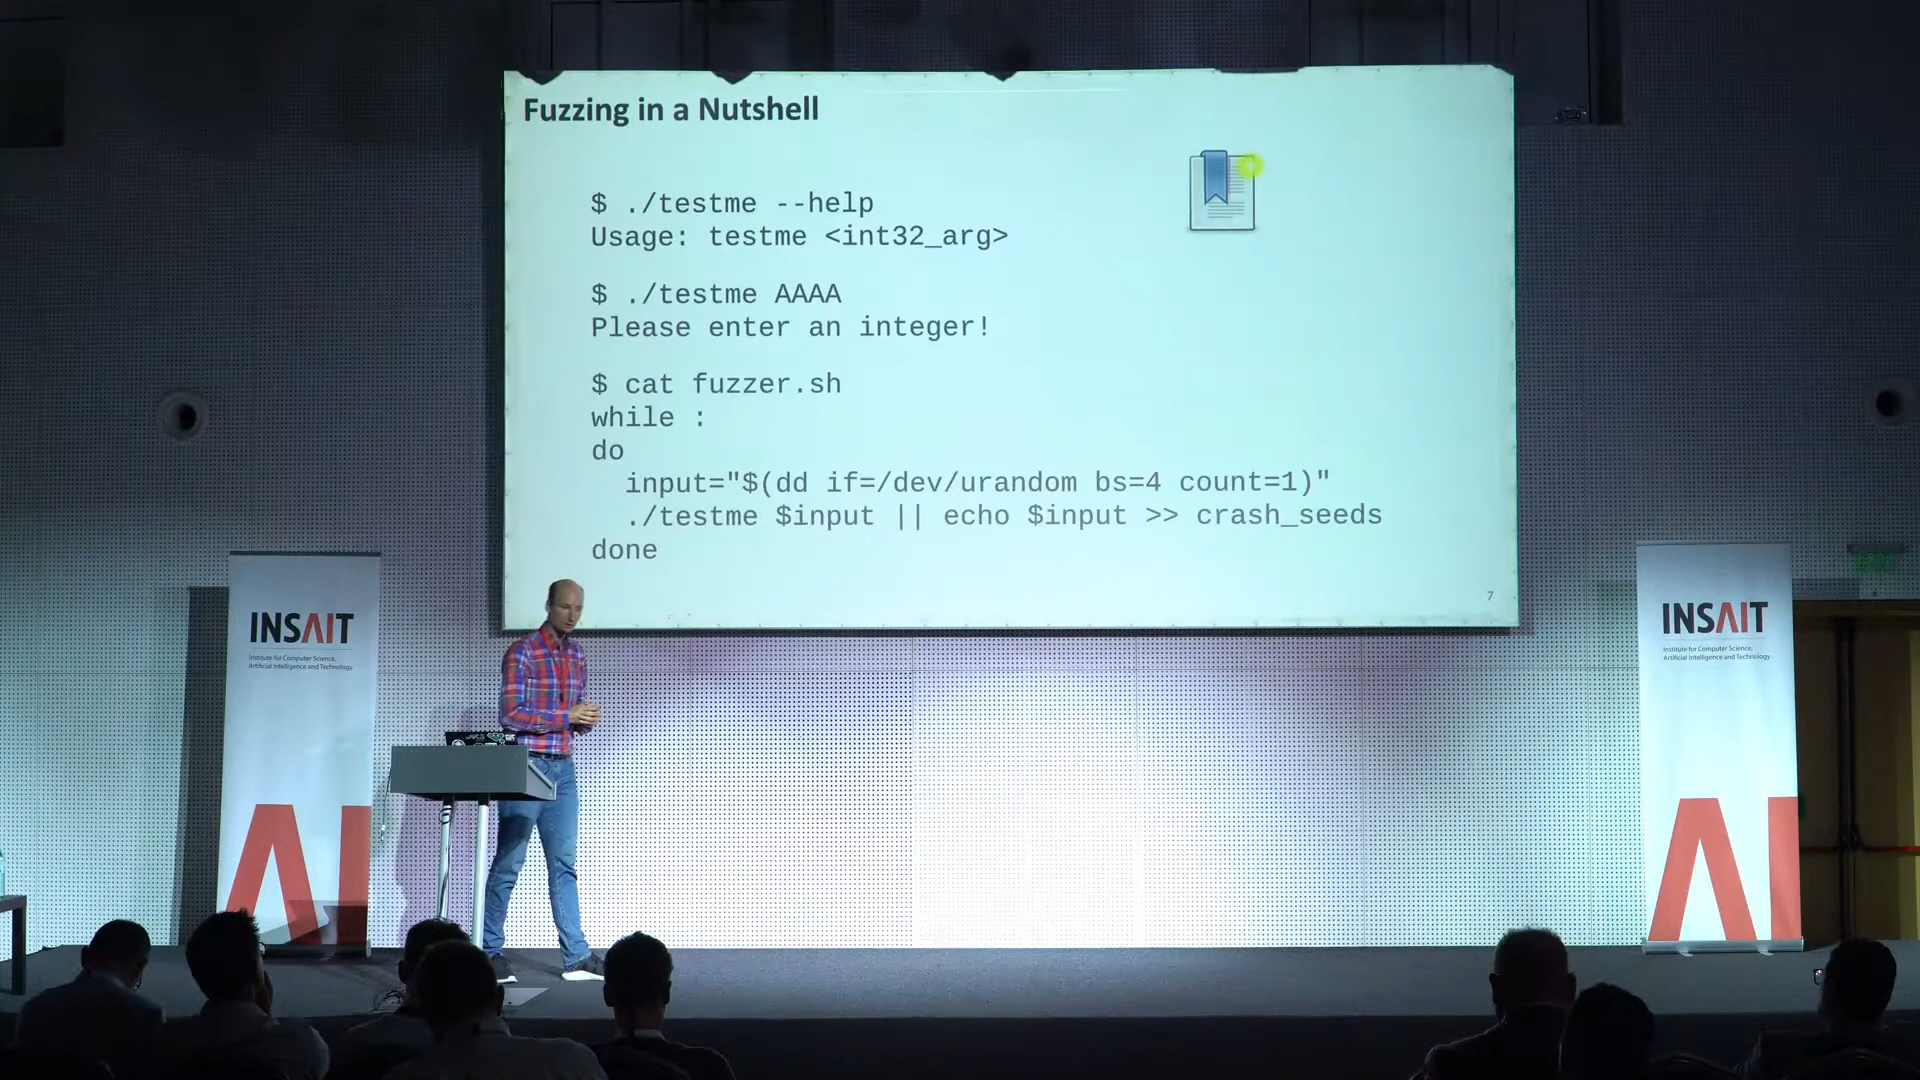 Fuzzing in a Nutshell
$ ./testme --help
Usage: testme <int32_arg>
$ ./testme AAAA
Please enter an integer!
$ cat fuzzer.sh
while :
do
input="$(dd if=/dev/urandom bs=4 count=1)"
./testme $input || echo $input >> crash_seeds
done
7
INSAIT
Institute for Computer Science,
Artificial Intelligence and Technology
AI
INSAIT
Institute for Computer Science,
Artificial Intelligence and Technology
AI